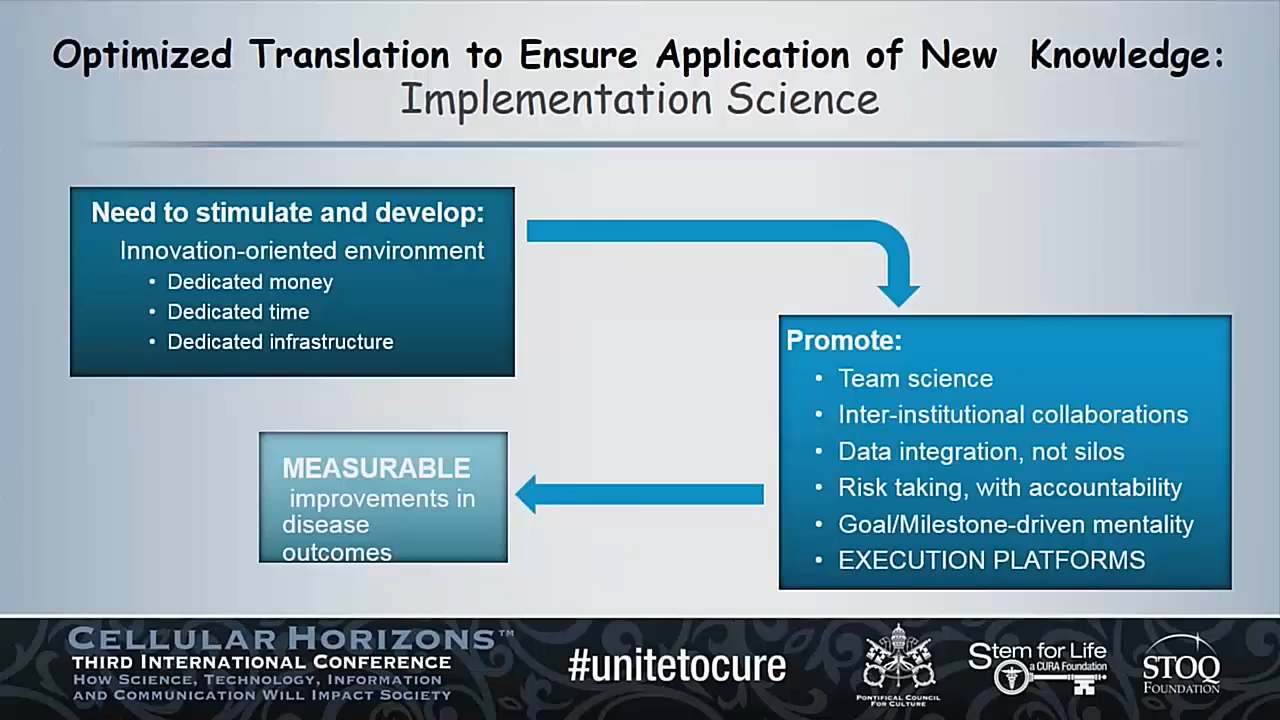 Optimized Translation to Ensure Application of New Knowledge:
Implementation Science
Need to stimulate and develop:
Innovation-oriented environment
• Dedicated money
• Dedicated time
• Dedicated infrastructure
Promote:
• Team science
• Inter-institutional collaborations
• Data integration, not silos
• Risk taking, with accountability
• Goal/Milestone-driven mentality
• EXECUTION PLATFORMS
MEASURABLE
improvements in
disease
outcomes
CELLULAR HORIZONS™
THIRD INTERNATIONAL CONFERENCE
HOW SCIENCE, TECHNOLOGY, INFORMATION
AND COMMUNICATION WILL IMPACT SOCIETY
#unitetocure
PONTIFICAL COUNCIL
FOR CULTURE
Stem for Life
a CURA Foundation
STOQ
FOUNDATION